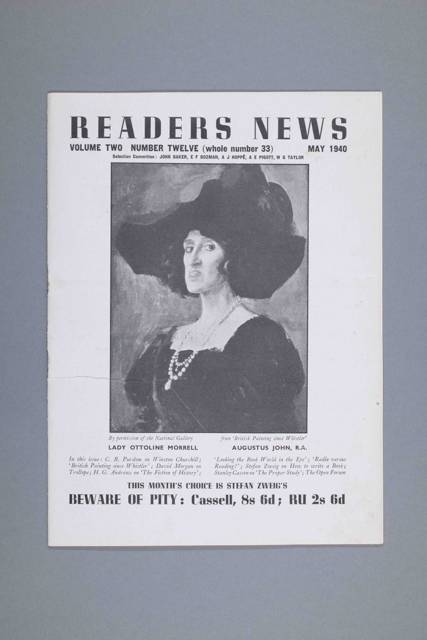 READERS NEWS
VOLUME TWO NUMBER TWELVE (whole number 33) MAY 1940
Selection Committee: JOHN BAKER, E F BOZMAN, A J HOPPÉ, A E PIGOTT, W G TAYLOR
By permission of the National Gallery
from 'British Painting since Whistler'
LADY OTTOLINE MORRELL
AUGUSTUS JOHN, R.A.
In this issue: C. B. Purdom on Winston Churchill;
'British Painting since Whistler'; David Morgan on
Trollope; H. G. Andrews on 'The Fiction of History';
'Looking the Book World in the Eye'; 'Radio versus
Reading?'; Stefan Zweig on How to write a Book;
Stanley Casson on 'The Proper Study'; The Open Forum
THIS MONTH'S CHOICE IS STEFAN ZWEIG'S
BEWARE OF PITY: Cassell, 8s 6d; RU 2s 6d